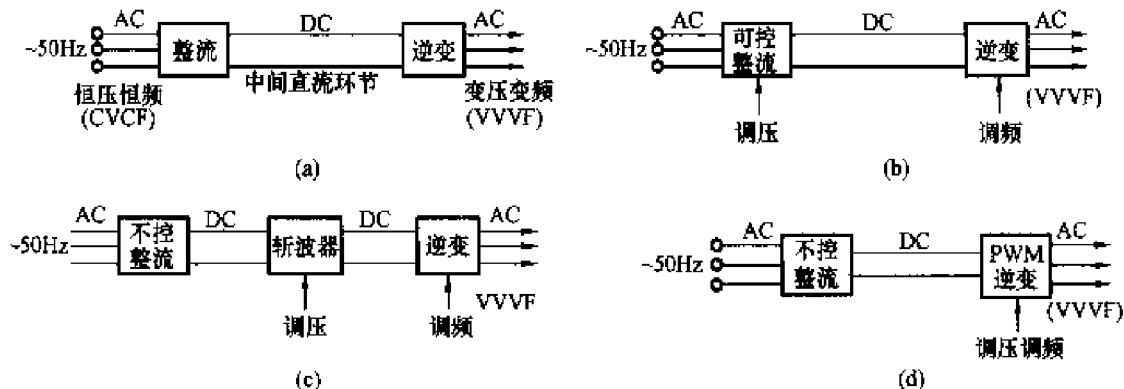 AC DC AC
~50Hz 整流 逆变
中间直流环节
恒压恒频 变压变频
(CVCF) (VVVF)
(a)
AC DC AC
~50Hz 可控 逆变
整流
(VVVF)
调压 调频
(b)
AC DC DC AC
~50Hz 不控 斩波器 逆变
整流
VVVF
调压 调频
(c)
AC DC AC
~50Hz 不控 PWM
整流 逆变
(VVVF)
调压调频
(d)